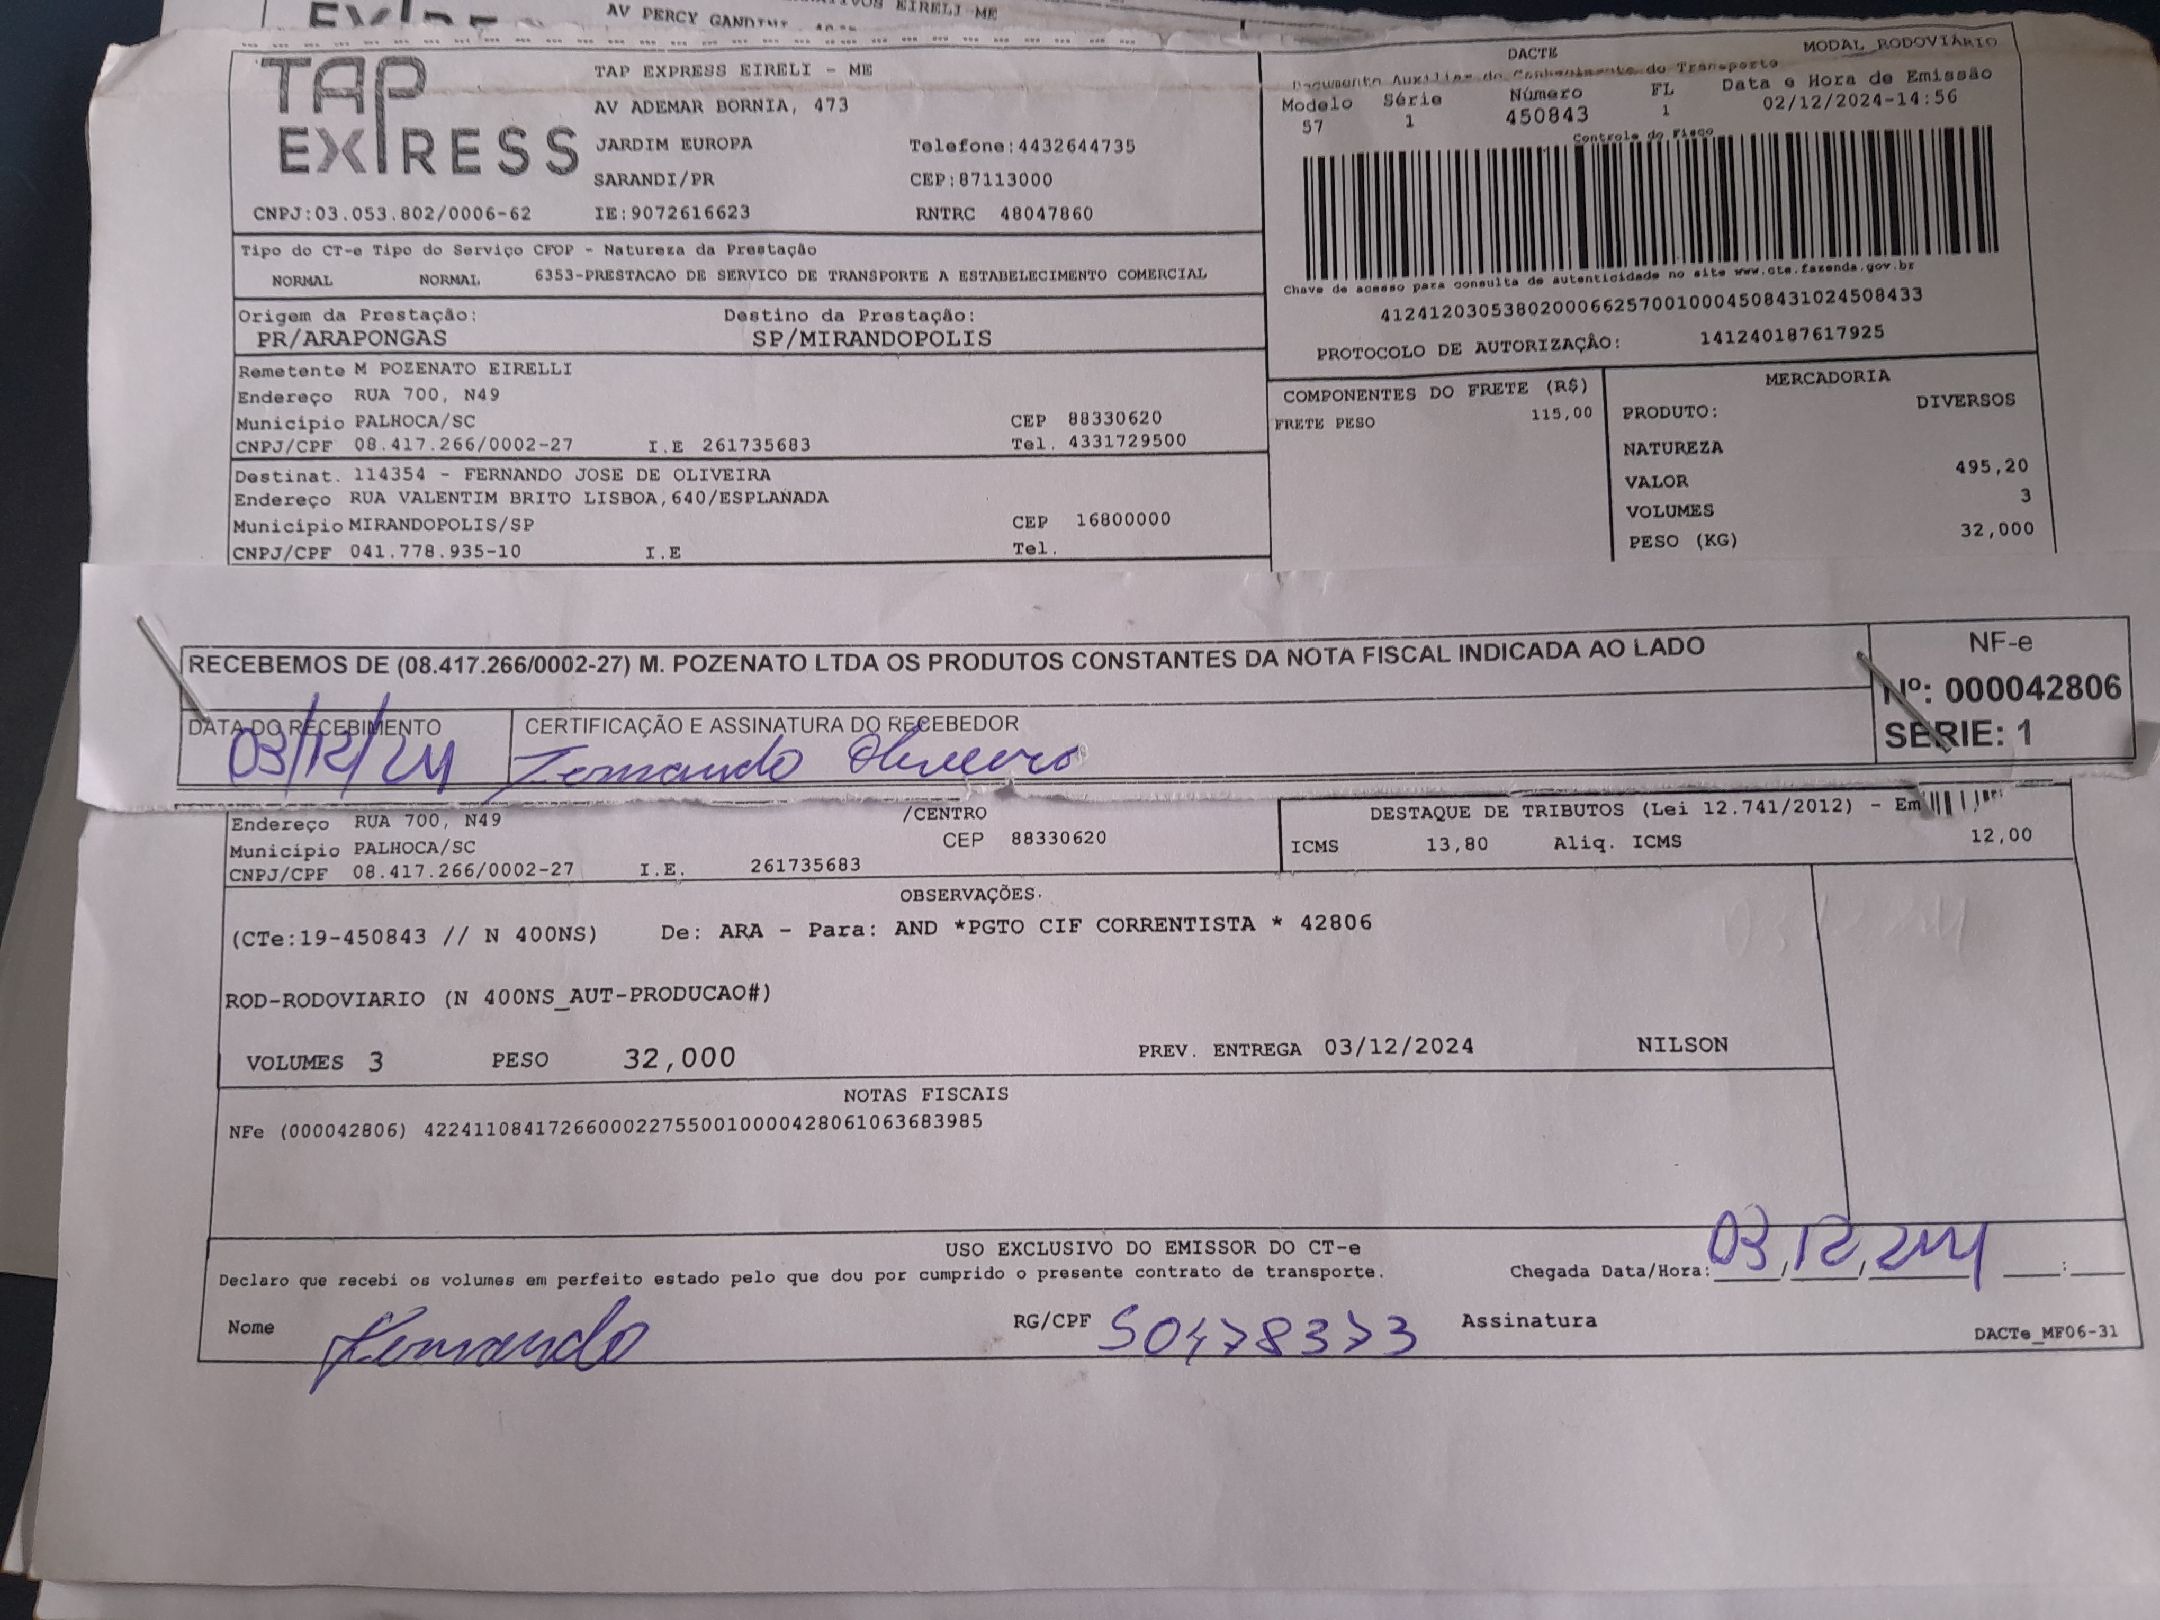 AV PERCY GANDINI
EIRELI ME
TAP EXPRESS
TAP EXPRESS EIRELI - ME
AV ADEMAR BORNIA, 473
JARDIM EUROPA Telefone:4432644735
SARANDI/PR CEP:87113000
CNPJ:03.053.802/0006-62 IE:9072616623 RNTRC 48047860
DACTE MODAL RODOVIÁRIO
Documento Auxiliar do Conhecimento de Transporto
Modelo Série Número FL Data e Hora de Emissão
57 1 450843 1 02/12/2024-14:56
Controle do Fisco
Chave de acesso para consulta de autenticidade no site www.cte.fazenda.gov.br
41241203053802000662570010004508431024508433
PROTOCOLO DE AUTORIZAÇÃO: 141240187617925
Tipo do CT-e Tipo do Serviço CFOP - Natureza da Prestação
NORMAL NORMAL 6353-PRESTACAO DE SERVICO DE TRANSPORTE A ESTABELECIMENTO COMERCIAL
Origem da Prestação: Destino da Prestação:
PR/ARAPONGAS SP/MIRANDOPOLIS
Remetente M POZENATO EIRELLI
Endereço RUA 700, N49
Município PALHOCA/SC CEP 88330620
CNPJ/CPF 08.417.266/0002-27 I.E 261735683 Tel. 4331729500
Destinat. 114354 - FERNANDO JOSE DE OLIVEIRA
Endereço RUA VALENTIM BRITO LISBOA,640/ESPLANADA
Município MIRANDOPOLIS/SP CEP 16800000
CNPJ/CPF 041.778.935-10 I.E Tel.
COMPONENTES DO FRETE (R$)
FRETE PESO 115,00
MERCADORIA
PRODUTO: DIVERSOS
NATUREZA
VALOR 495,20
VOLUMES 3
PESO (KG) 32,000
RECEBEMOS DE (08.417.266/0002-27) M. POZENATO LTDA OS PRODUTOS CONSTANTES DA NOTA FISCAL INDICADA AO LADO
NF-e
Nº: 000042806
SERIE: 1
DATA DO RECEBIMENTO CERTIFICAÇÃO E ASSINATURA DO RECEBEDOR
03/12/24 Fernando Oliveira
Endereço RUA 700, N49 /CENTRO
Município PALHOCA/SC CEP 88330620
CNPJ/CPF 08.417.266/0002-27 I.E. 261735683
DESTAQUE DE TRIBUTOS (Lei 12.741/2012) - Em
ICMS 13,80 Aliq. ICMS 12,00
OBSERVAÇÕES.
(CTe:19-450843 // N 400NS) De: ARA - Para: AND *PGTO CIF CORRENTISTA * 42806
ROD-RODOVIARIO (N 400NS_AUT-PRODUCAO#)
VOLUMES 3 PESO 32,000 PREV. ENTREGA 03/12/2024 NILSON
NOTAS FISCAIS
NFe (000042806) 42241108417266000227550010000428061063683985
USO EXCLUSIVO DO EMISSOR DO CT-e
Declaro que recebi os volumes em perfeito estado pelo que dou por cumprido o presente contrato de transporte. Chegada Data/Hora: 03/12/24 :
Nome Fernando RG/CPF 50478373 Assinatura
DACTe_MF06-31